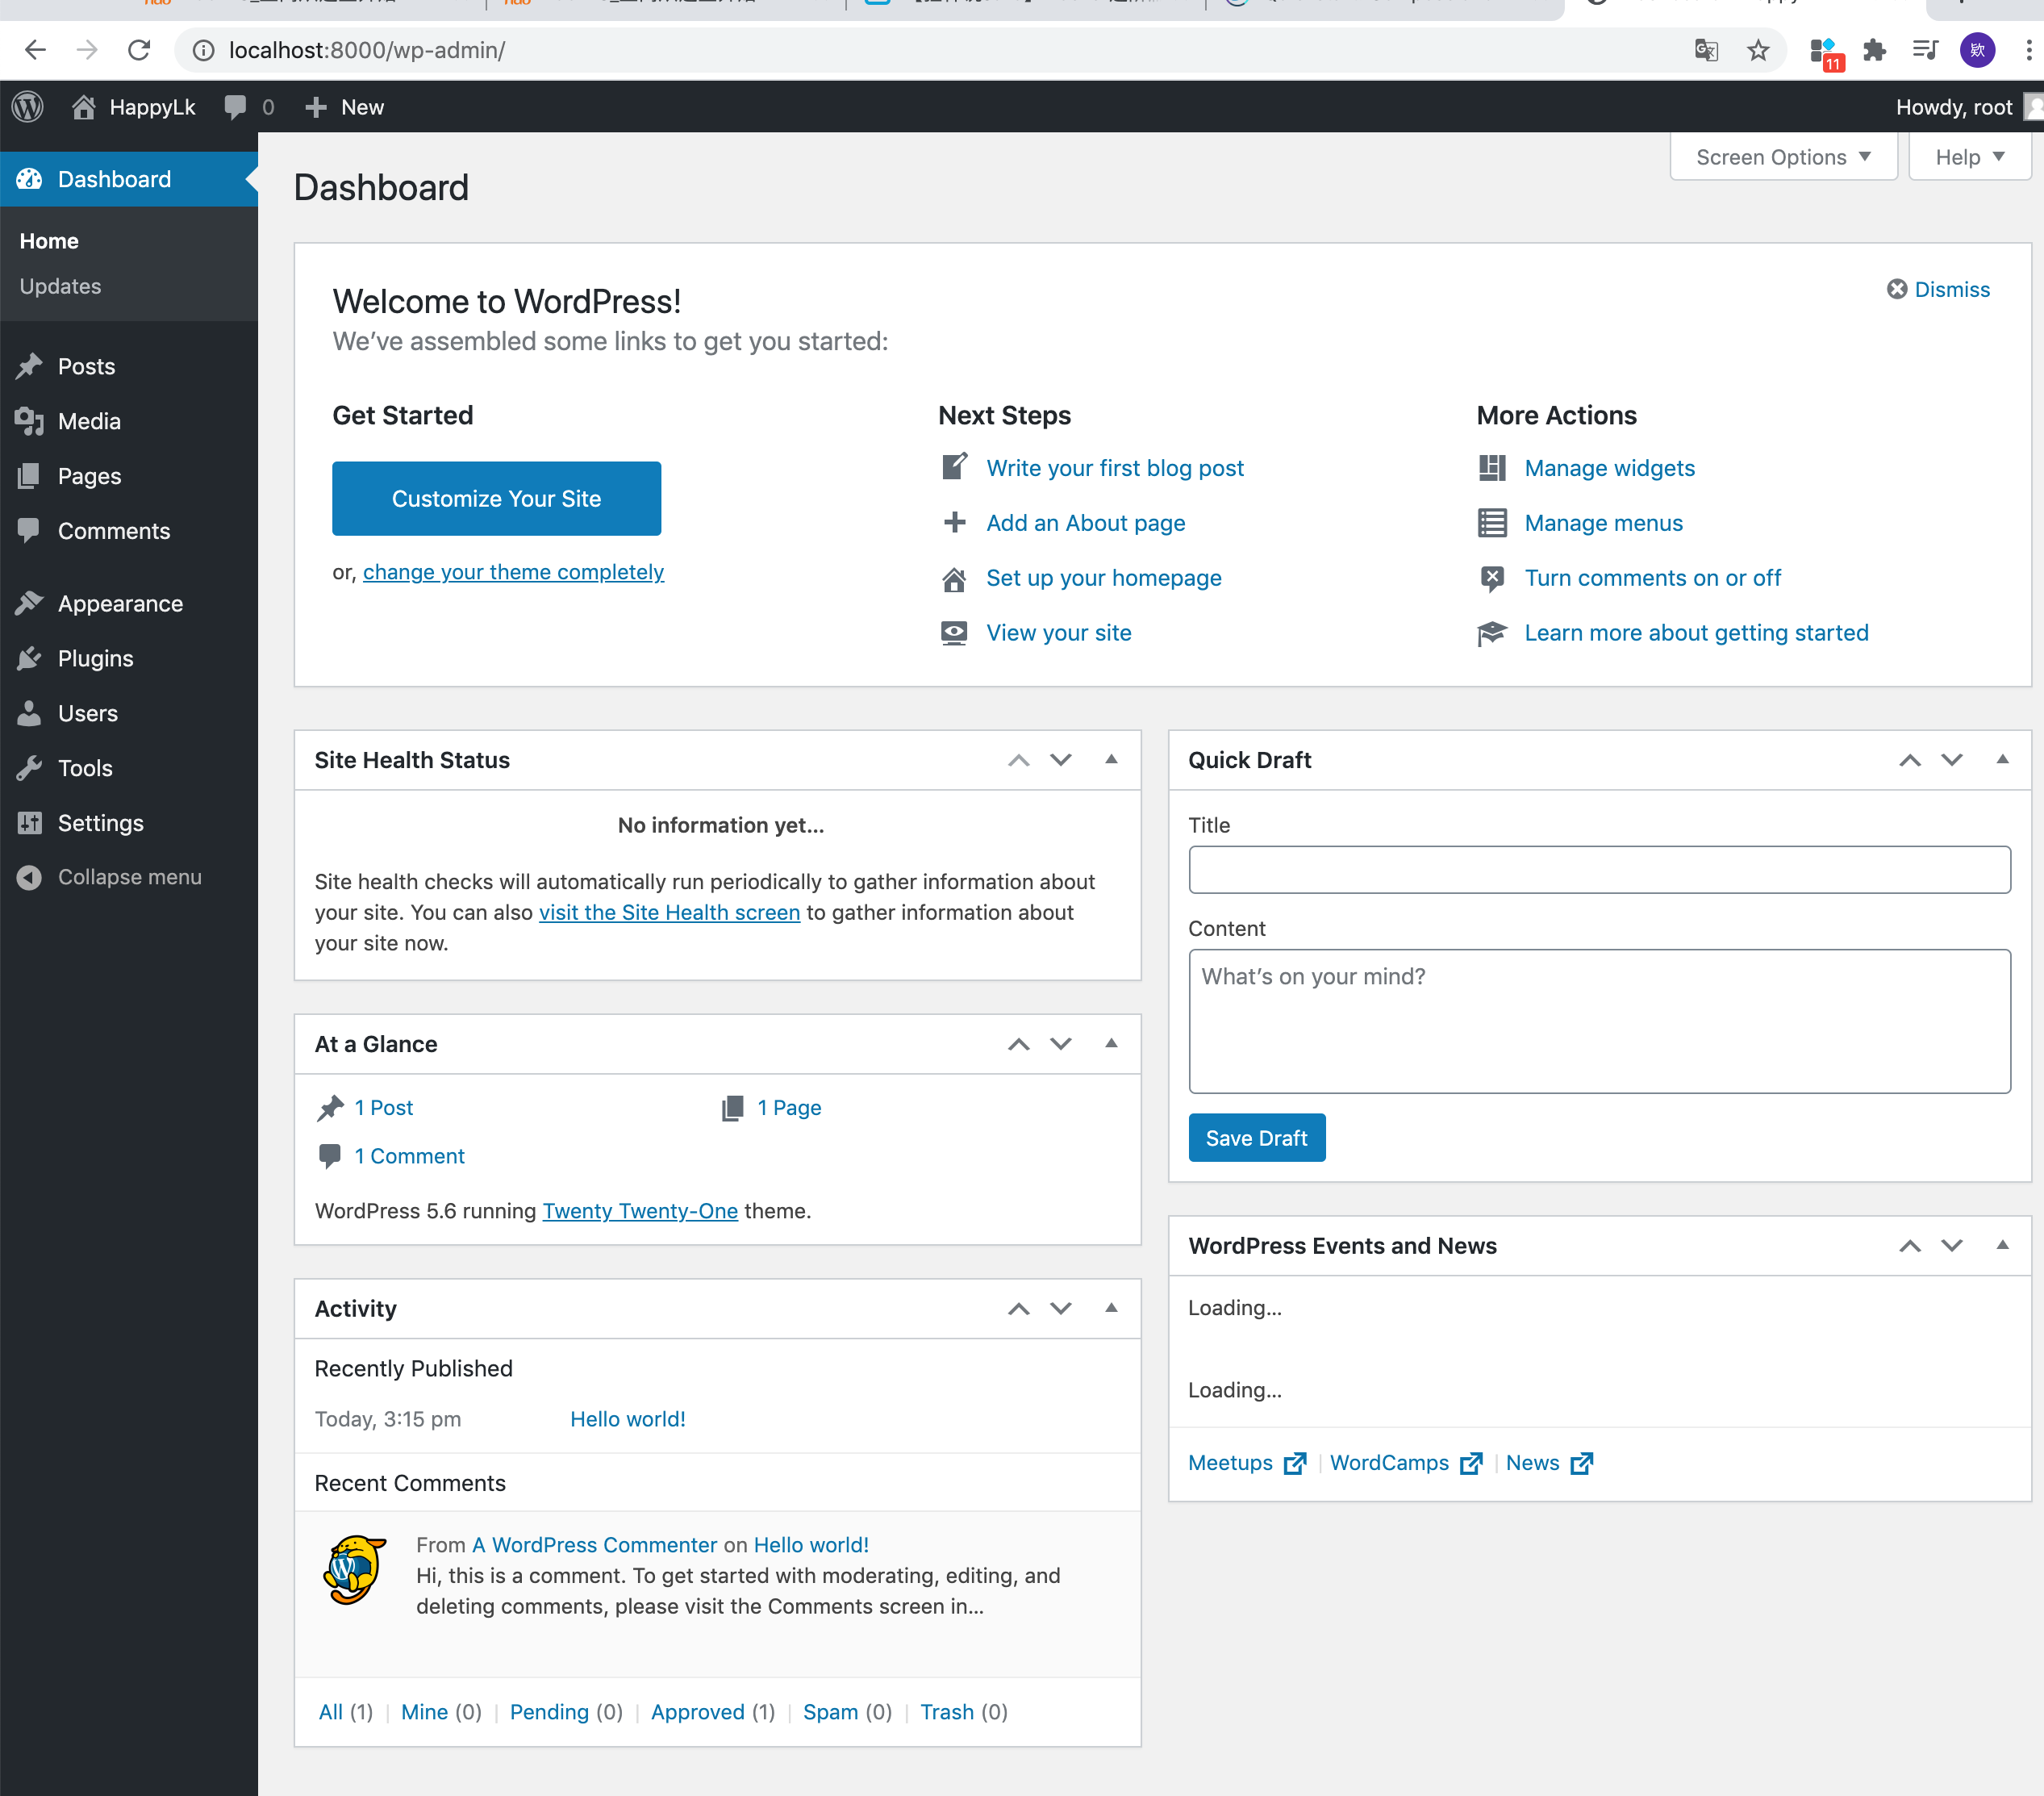 localhost:8000/wp-admin/
11
欽
HappyLk
0
New
Howdy, root
Dashboard
Home
Updates
Posts
Media
Pages
Comments
Appearance
Plugins
Users
Tools
Settings
Collapse menu
Screen Options
Help
Dashboard
Welcome to WordPress!
Dismiss
We’ve assembled some links to get you started:
Get Started
Customize Your Site
or, change your theme completely
Next Steps
Write your first blog post
Add an About page
Set up your homepage
View your site
More Actions
Manage widgets
Manage menus
Turn comments on or off
Learn more about getting started
Site Health Status
No information yet…
Site health checks will automatically run periodically to gather information about
your site. You can also visit the Site Health screen to gather information about
your site now.
At a Glance
1 Post
1 Page
1 Comment
WordPress 5.6 running Twenty Twenty-One theme.
Activity
Recently Published
Today, 3:15 pm
Hello world!
Recent Comments
From A WordPress Commenter on Hello world!
Hi, this is a comment. To get started with moderating, editing, and
deleting comments, please visit the Comments screen in…
All (1) | Mine (0) | Pending (0) | Approved (1) | Spam (0) | Trash (0)
Quick Draft
Title
Content
What’s on your mind?
Save Draft
WordPress Events and News
Loading…
Loading…
Meetups | WordCamps | News